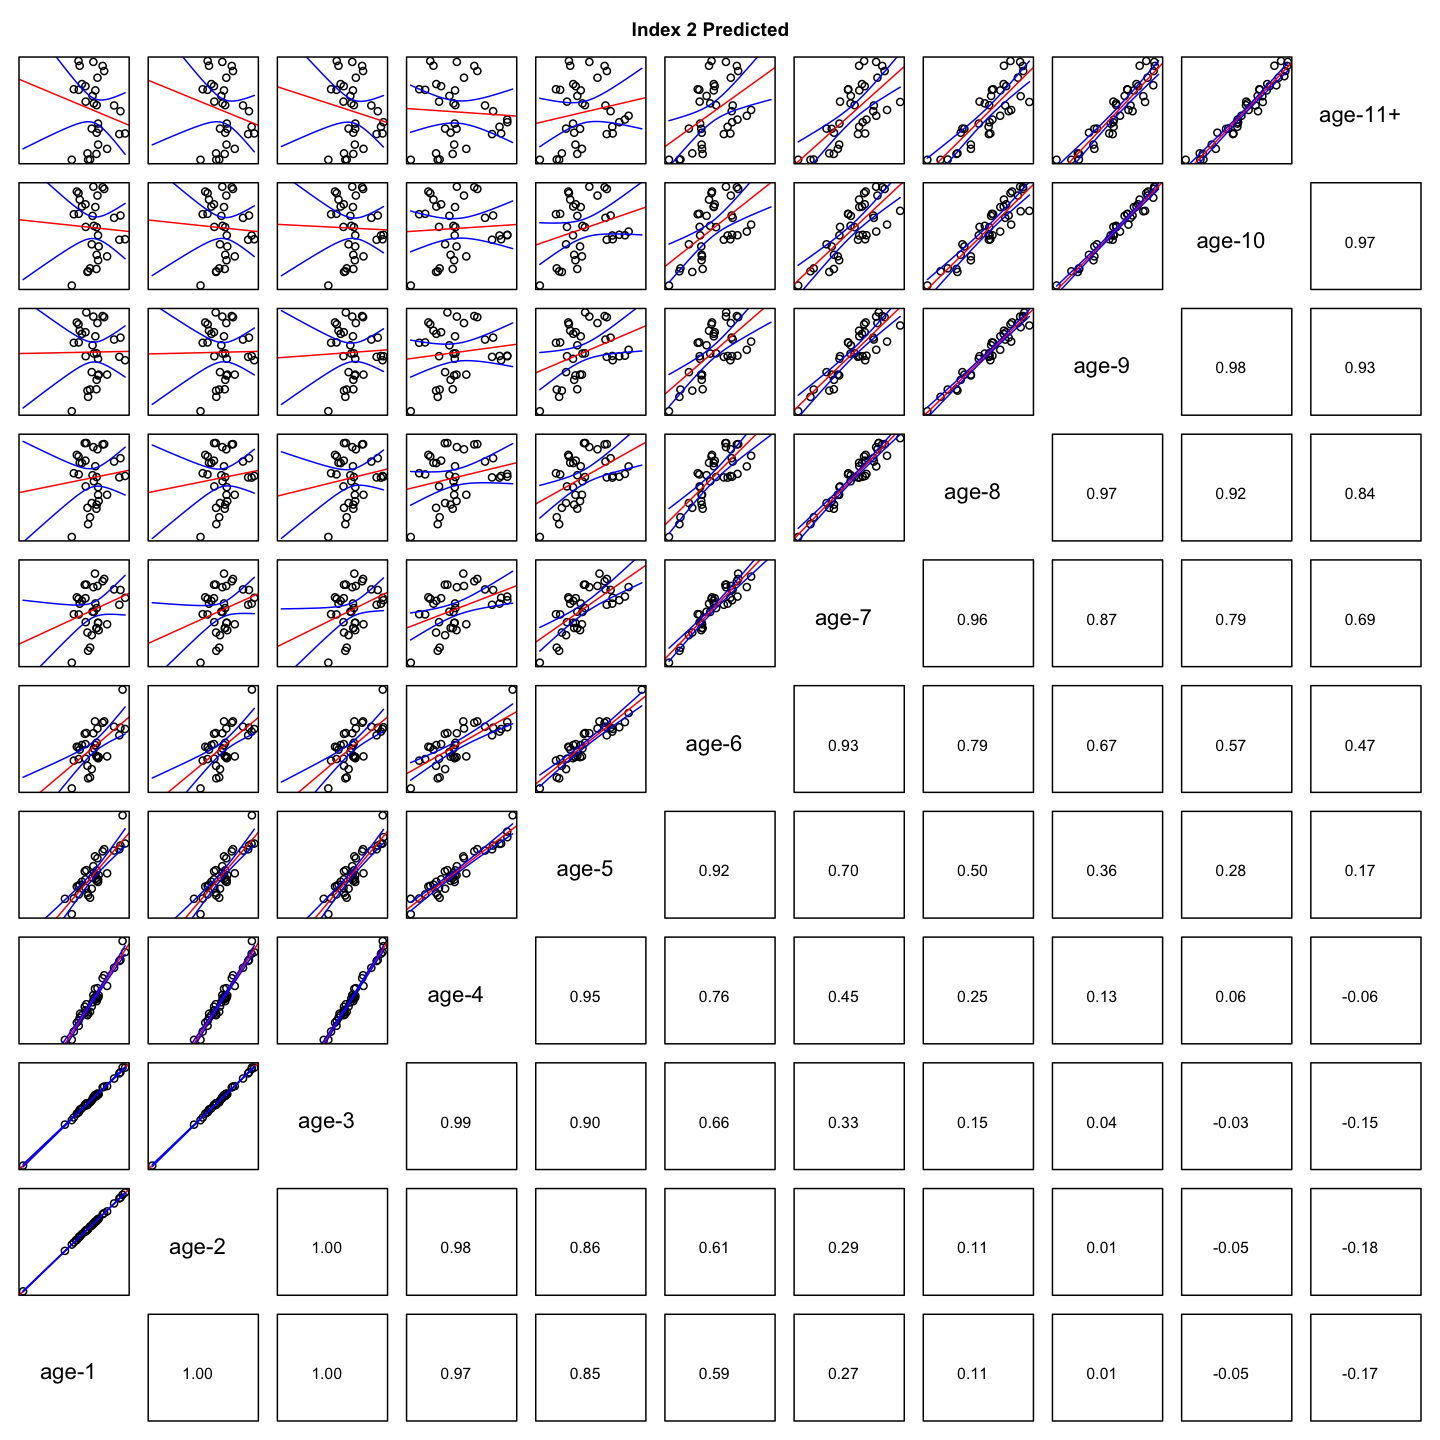 Index 2 Predicted
age-11+
age-10 0.97
age-9 0.98 0.93
age-8 0.97 0.92 0.84
age-7 0.96 0.87 0.79 0.69
age-6 0.93 0.79 0.67 0.57 0.47
age-5 0.92 0.70 0.50 0.36 0.28 0.17
age-4 0.95 0.76 0.45 0.25 0.13 0.06 -0.06
age-3 0.99 0.90 0.66 0.33 0.15 0.04 -0.03 -0.15
age-2 1.00 0.98 0.86 0.61 0.29 0.11 0.01 -0.05 -0.18
age-1 1.00 1.00 0.97 0.85 0.59 0.27 0.11 0.01 -0.05 -0.17